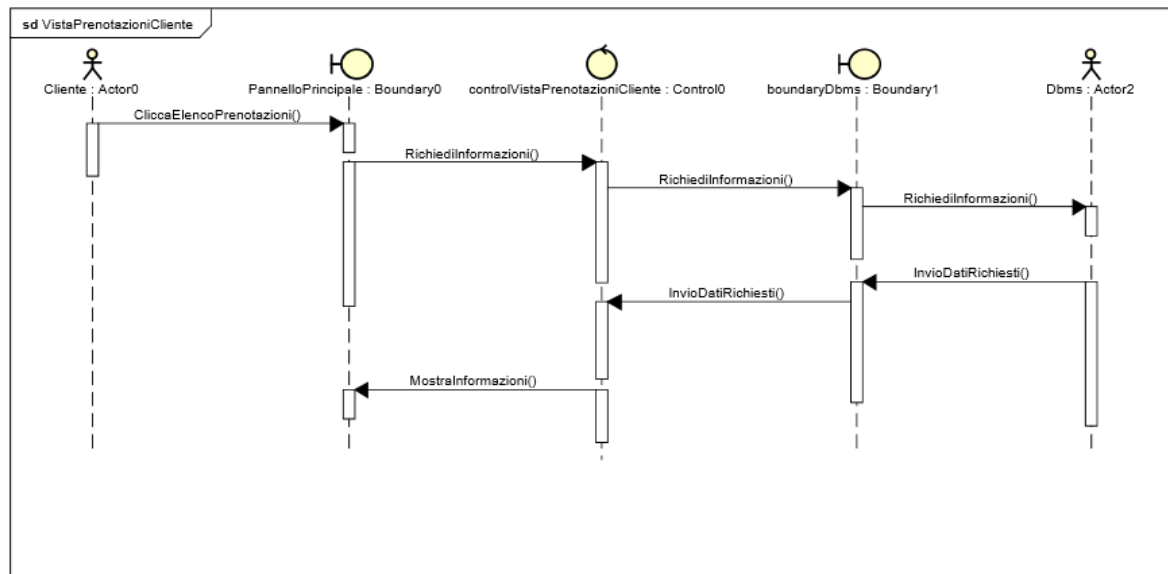 sd VistaPrenotazioniCliente
Cliente : Actor0
PannelloPrincipale : Boundary0
controlVistaPrenotazioniCliente : Control0
boundaryDbms : Boundary1
Dbms : Actor2
CliccaElencoPrenotazioni()
RichiediInformazioni()
RichiediInformazioni()
RichiediInformazioni()
InvioDatiRichiesti()
InvioDatiRichiesti()
MostraInformazioni()